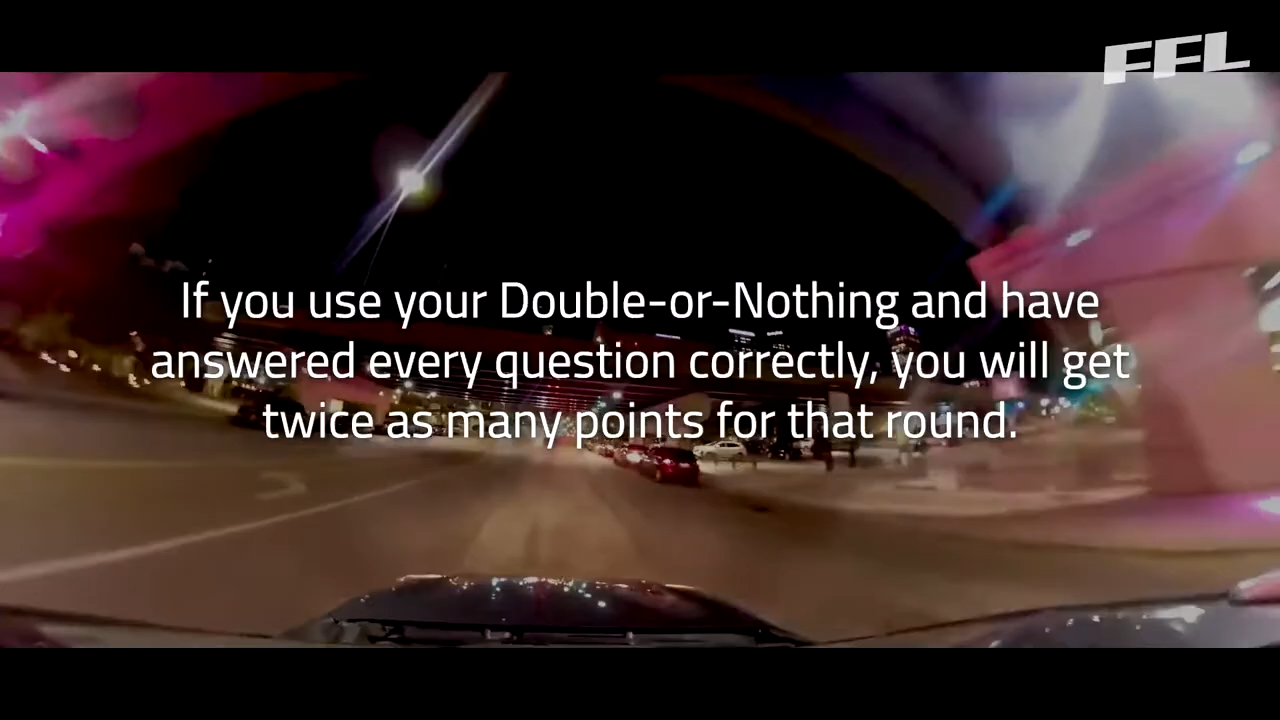 FFL
If you use your Double-or-Nothing and have
answered every question correctly, you will get
twice as many points for that round.